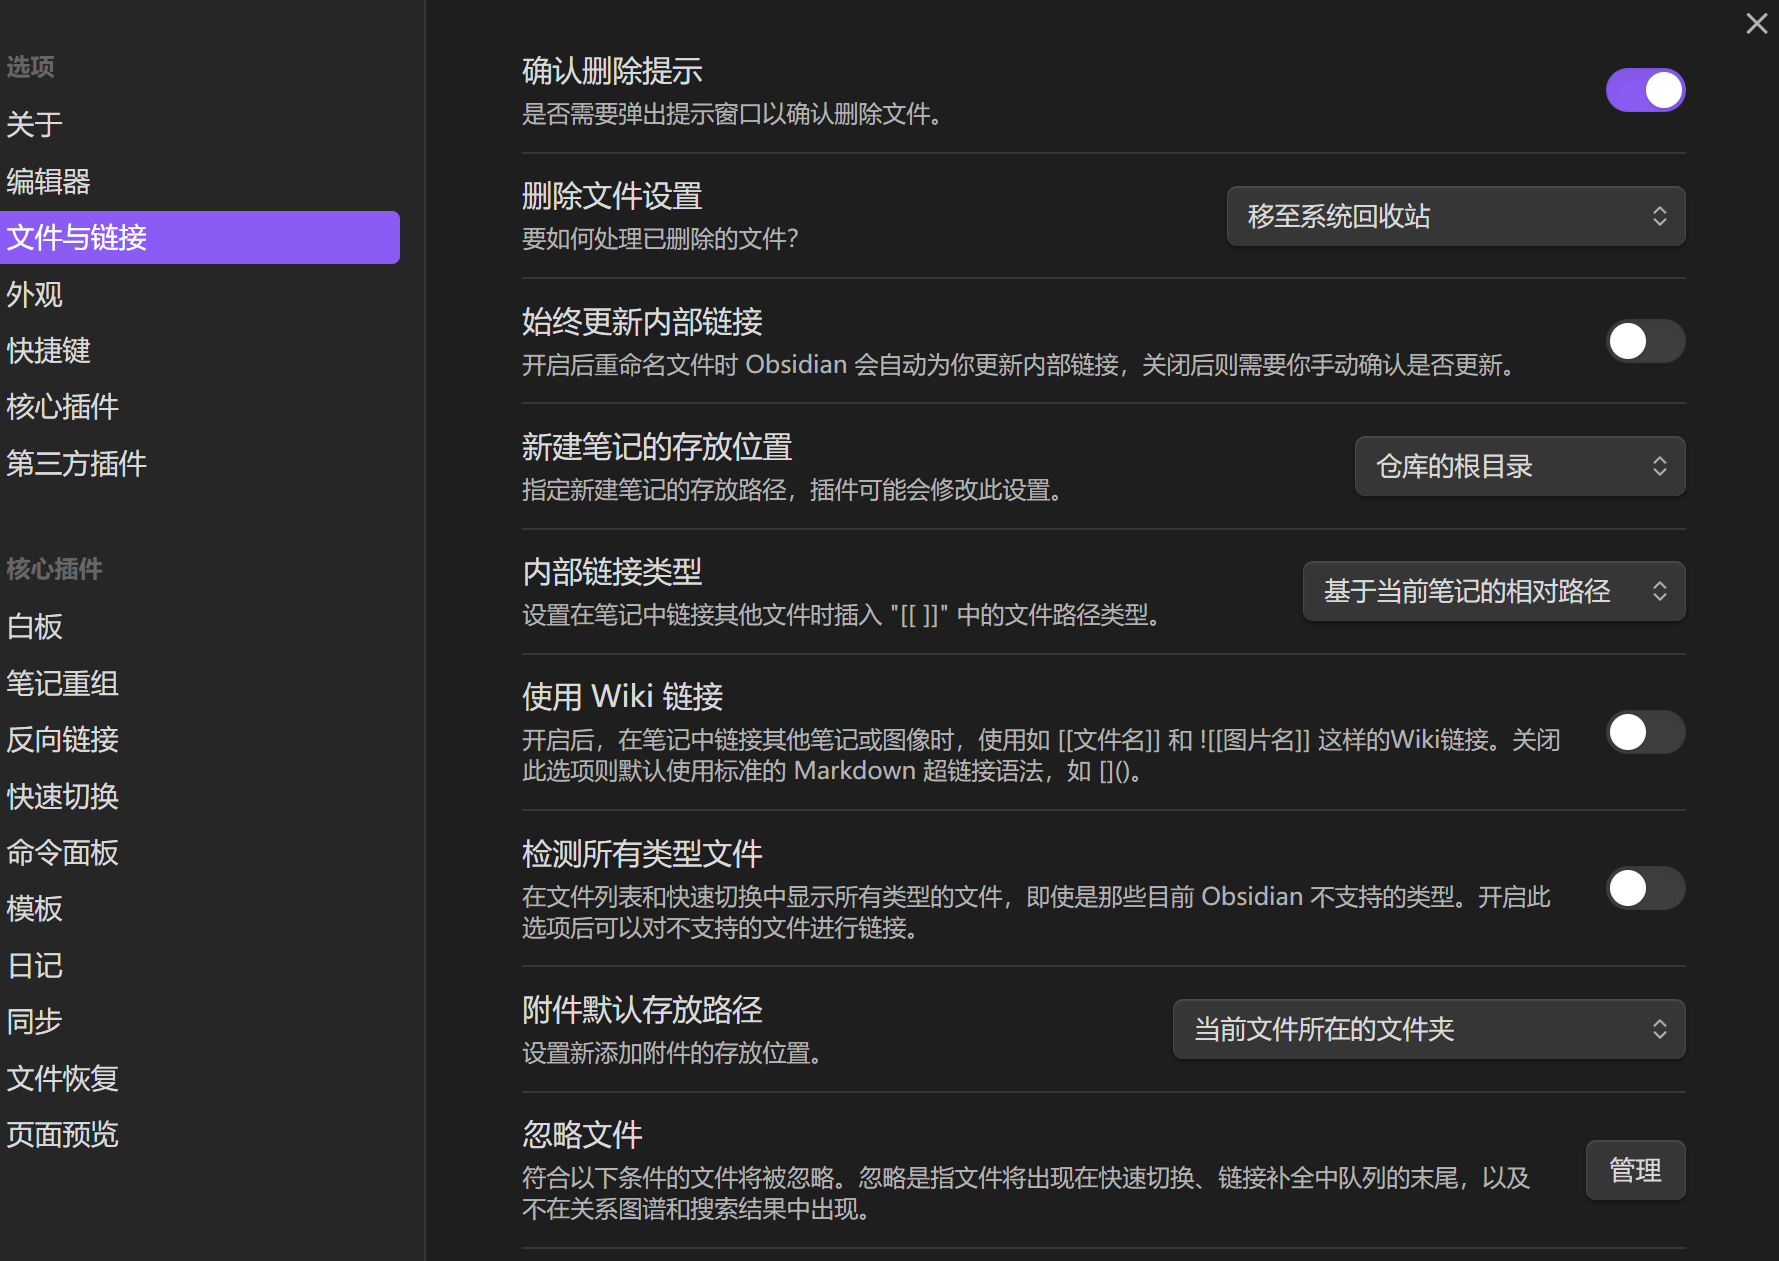 选项
关于
编辑器
文件与链接
外观
快捷键
核心插件
第三方插件
核心插件
白板
笔记重组
反向链接
快速切换
命令面板
模板
日记
同步
文件恢复
页面预览
确认删除提示
是否需要弹出提示窗口以确认删除文件。
删除文件设置
要如何处理已删除的文件？
移至系统回收站
始终更新内部链接
开启后重命名文件时 Obsidian 会自动为你更新内部链接，关闭后则需要你手动确认是否更新。
新建笔记的存放位置
指定新建笔记的存放路径，插件可能会修改此设置。
仓库的根目录
内部链接类型
设置在笔记中链接其他文件时插入 "[[ ]]" 中的文件路径类型。
基于当前笔记的相对路径
使用 Wiki 链接
开启后，在笔记中链接其他笔记或图像时，使用如 [[文件名]] 和 ![[图片名]] 这样的Wiki链接。关闭
此选项则默认使用标准的 Markdown 超链接语法，如 []()。
检测所有类型文件
在文件列表和快速切换中显示所有类型的文件，即使是那些目前 Obsidian 不支持的类型。开启此
选项后可以对不支持的文件进行链接。
附件默认存放路径
设置新添加附件的存放位置。
当前文件所在的文件夹
忽略文件
符合以下条件的文件将被忽略。忽略是指文件将出现在快速切换、链接补全中队列的末尾，以及
不在关系图谱和搜索结果中出现。
管理